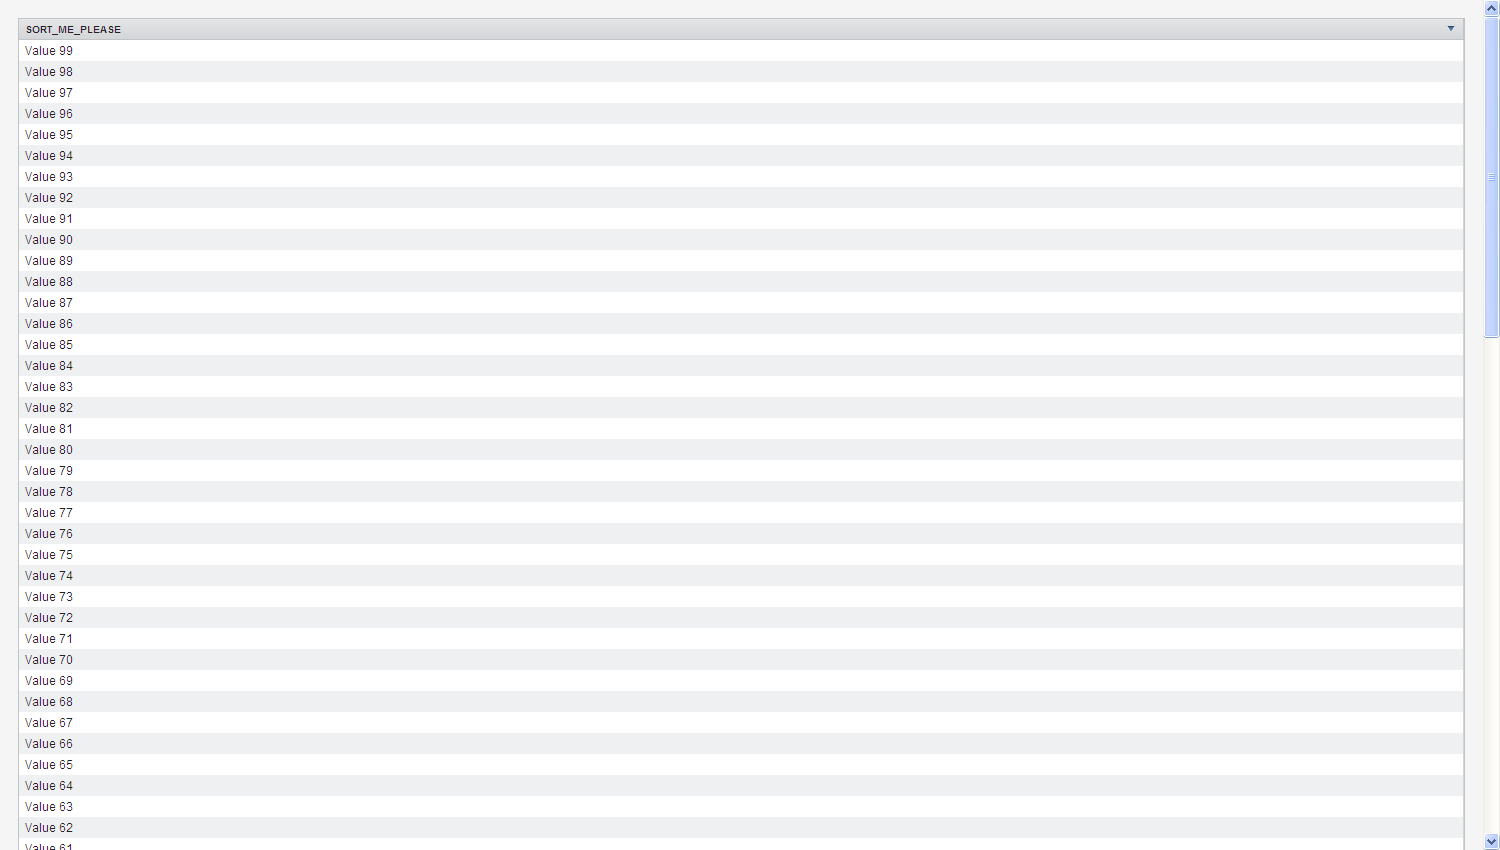 SORT_ME_PLEASE
Value 99
Value 98
Value 97
Value 96
Value 95
Value 94
Value 93
Value 92
Value 91
Value 90
Value 89
Value 88
Value 87
Value 86
Value 85
Value 84
Value 83
Value 82
Value 81
Value 80
Value 79
Value 78
Value 77
Value 76
Value 75
Value 74
Value 73
Value 72
Value 71
Value 70
Value 69
Value 68
Value 67
Value 66
Value 65
Value 64
Value 63
Value 62
Value 61